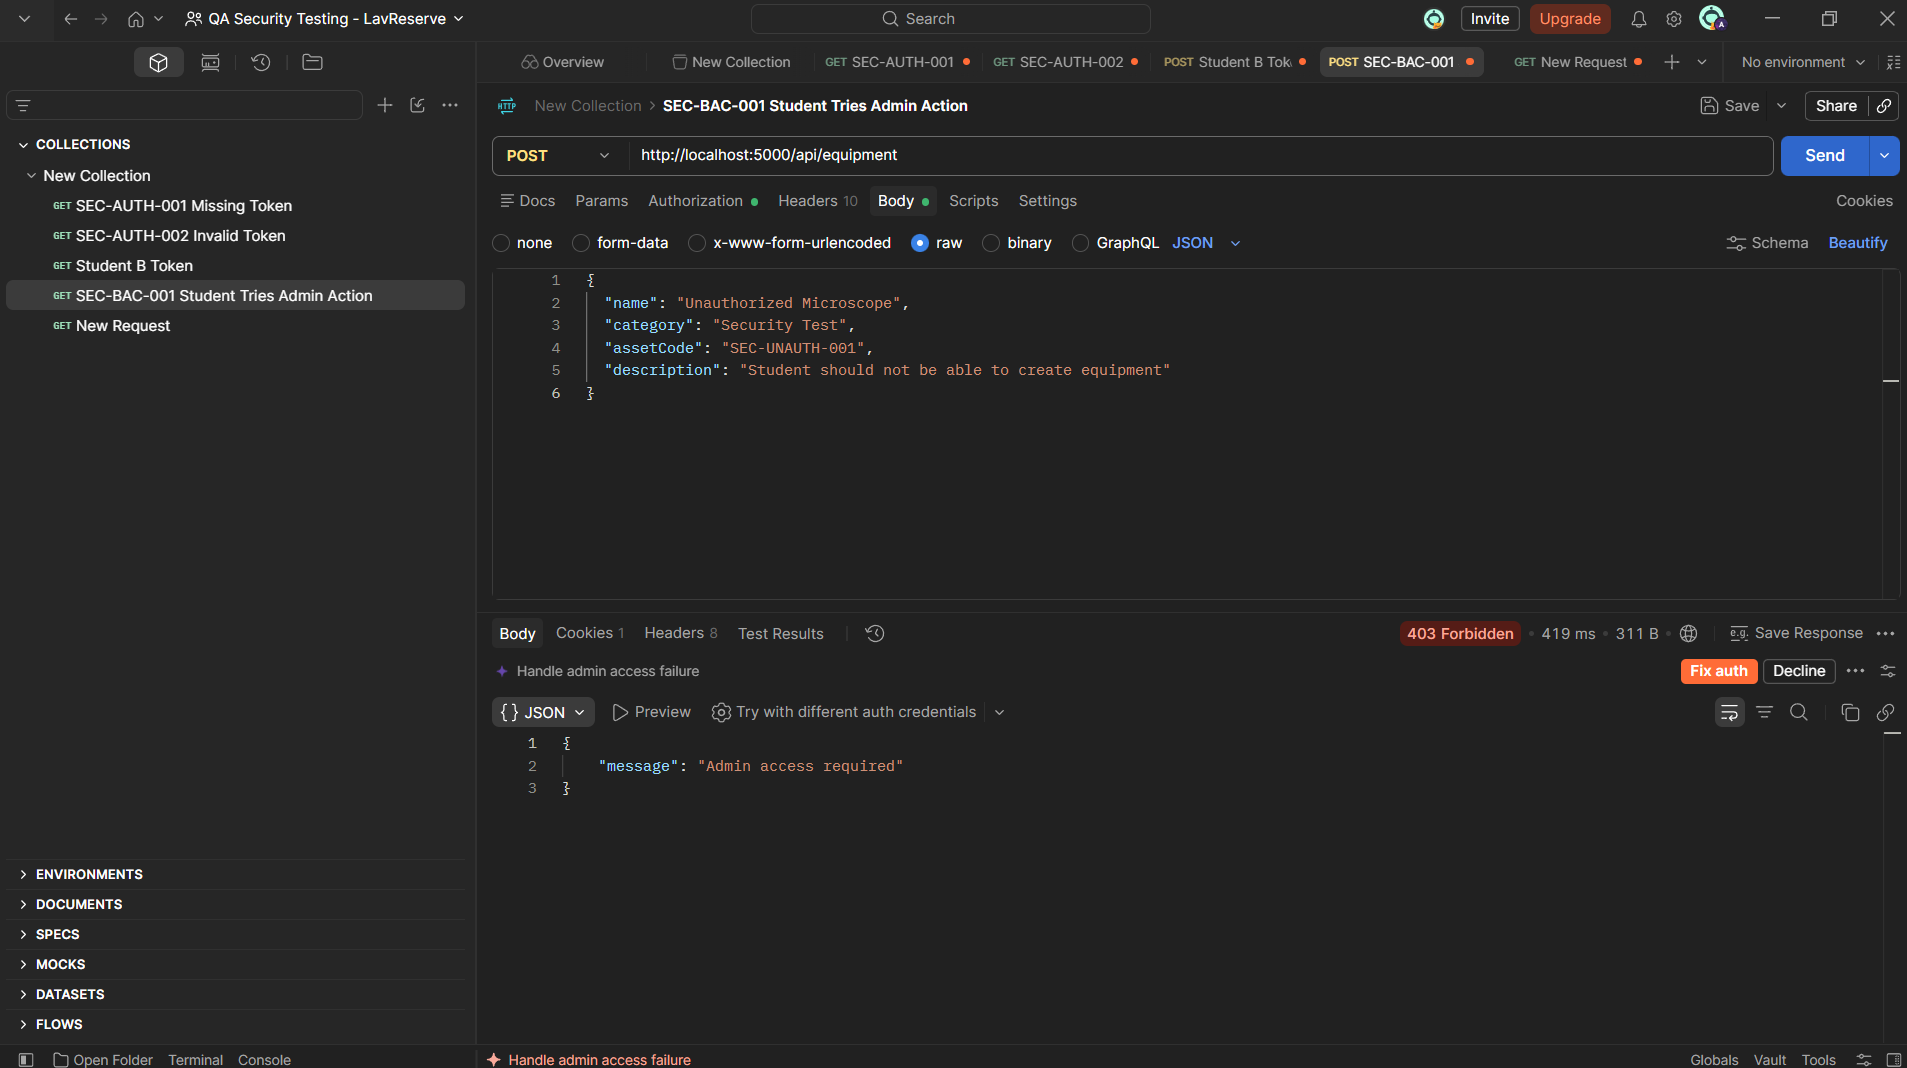 QA Security Testing - LavReserve
Search
Invite
Upgrade
Overview
New Collection
GET SEC-AUTH-001
GET SEC-AUTH-002
POST Student B Tok
POST SEC-BAC-001
GET New Request
No environment
New Collection > SEC-BAC-001 Student Tries Admin Action
Save
Share
COLLECTIONS
New Collection
GET SEC-AUTH-001 Missing Token
GET SEC-AUTH-002 Invalid Token
GET Student B Token
GET SEC-BAC-001 Student Tries Admin Action
GET New Request
ENVIRONMENTS
DOCUMENTS
SPECS
MOCKS
DATASETS
FLOWS
HTTP
POST
http://localhost:5000/api/equipment
Send
Docs Params Authorization Headers 10 Body Scripts Settings
Cookies
none form-data x-www-form-urlencoded raw binary GraphQL JSON
Schema Beautify
1 {
2 "name": "Unauthorized Microscope",
3 "category": "Security Test",
4 "assetCode": "SEC-UNAUTH-001",
5 "description": "Student should not be able to create equipment"
6 }
Body Cookies 1 Headers 8 Test Results
403 Forbidden • 419 ms • 311 B •
e.g. Save Response
Handle admin access failure
Fix auth Decline
{} JSON Preview Try with different auth credentials
1 {
2 "message": "Admin access required"
3 }
Open Folder Terminal Console
Handle admin access failure
Globals Vault Tools